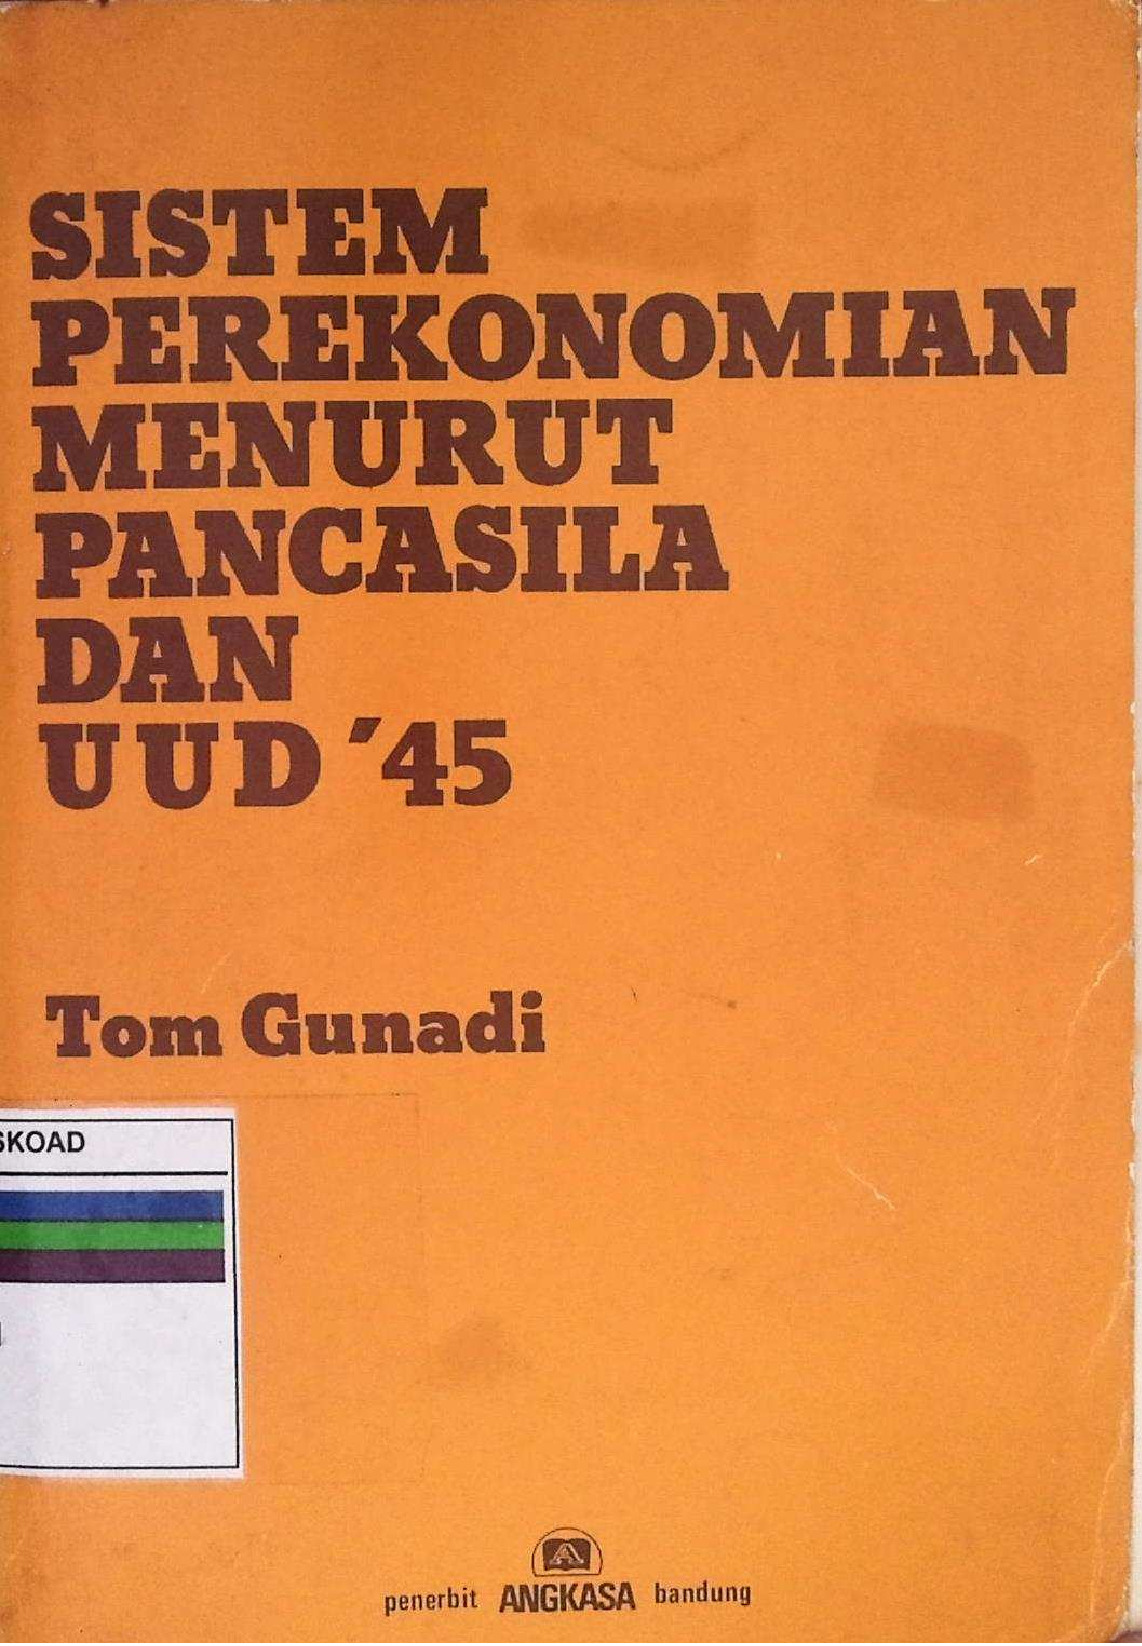 SISTEM
PEREKONOMIAN
MENURUT
PANCASILA
DAN
UUD '45
Tom Gunadi
SKOAD
A
penerbit ANGKASA bandung